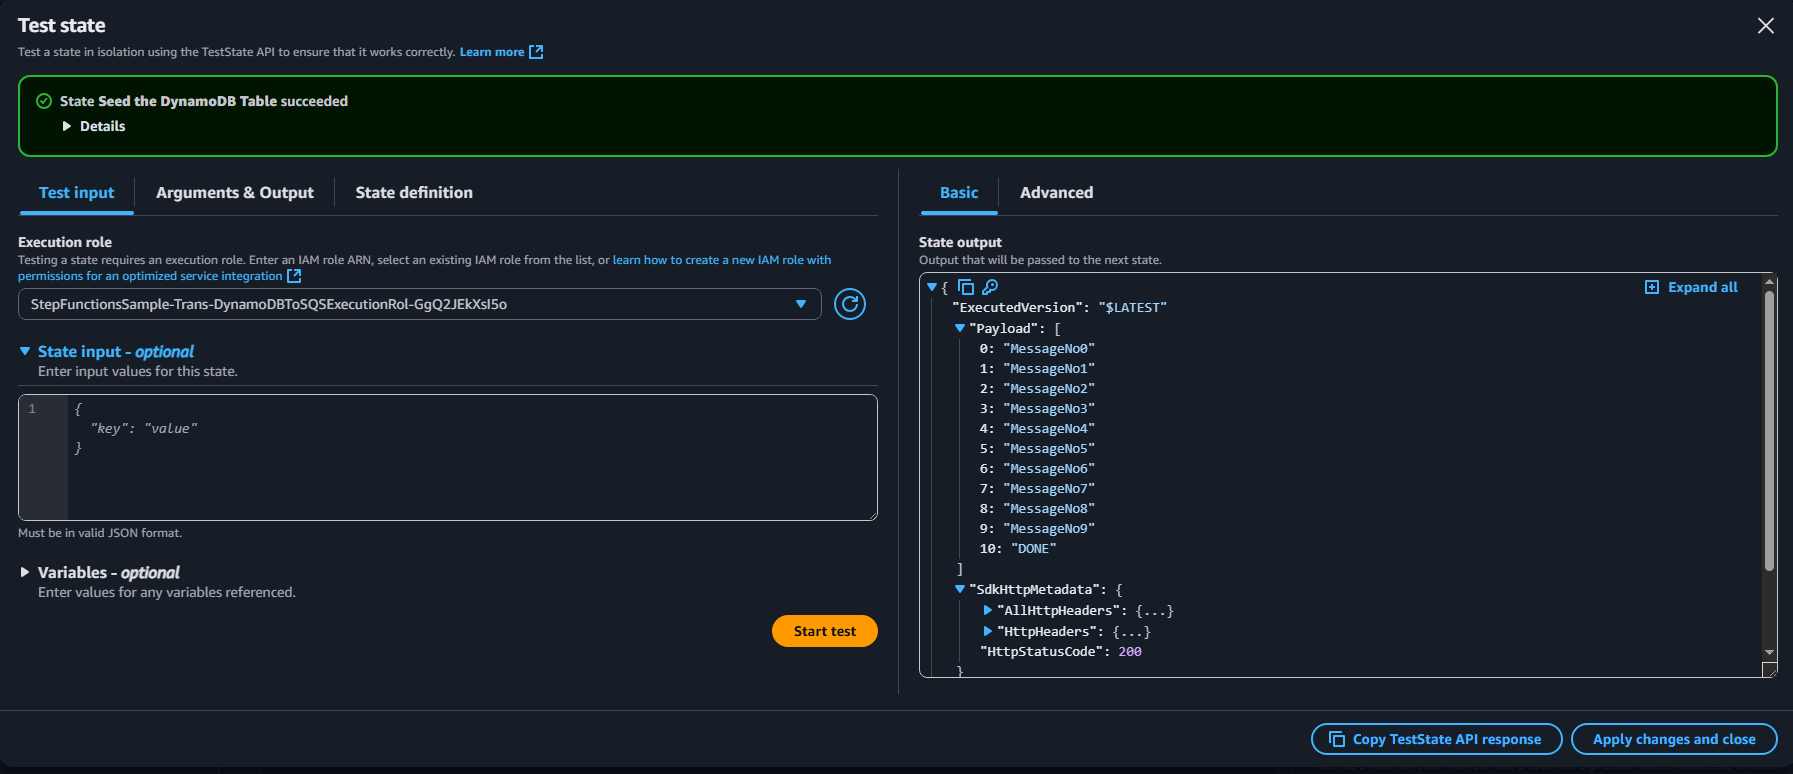 Test state
Test a state in isolation using the TestState API to ensure that it works correctly. Learn more
State Seed the DynamoDB Table succeeded
Details
Test input
Arguments & Output
State definition
Execution role
Testing a state requires an execution role. Enter an IAM role ARN, select an existing IAM role from the list, or learn how to create a new IAM role with
permissions for an optimized service integration
StepFunctionsSample-Trans-DynamoDBToSQSExecutionRol-GgQ2JEkXsI5o
State input - optional
Enter input values for this state.
1
{
"key": "value"
}
Must be in valid JSON format.
Variables - optional
Enter values for any variables referenced.
Start test
Basic
Advanced
State output
Output that will be passed to the next state.
{
Expand all
"ExecutedVersion": "$LATEST"
"Payload": [
0: "MessageNo0"
1: "MessageNo1"
2: "MessageNo2"
3: "MessageNo3"
4: "MessageNo4"
5: "MessageNo5"
6: "MessageNo6"
7: "MessageNo7"
8: "MessageNo8"
9: "MessageNo9"
10: "DONE"
]
"SdkHttpMetadata": {
"AllHttpHeaders": {...}
"HttpHeaders": {...}
"HttpStatusCode": 200
}
Copy TestState API response
Apply changes and close